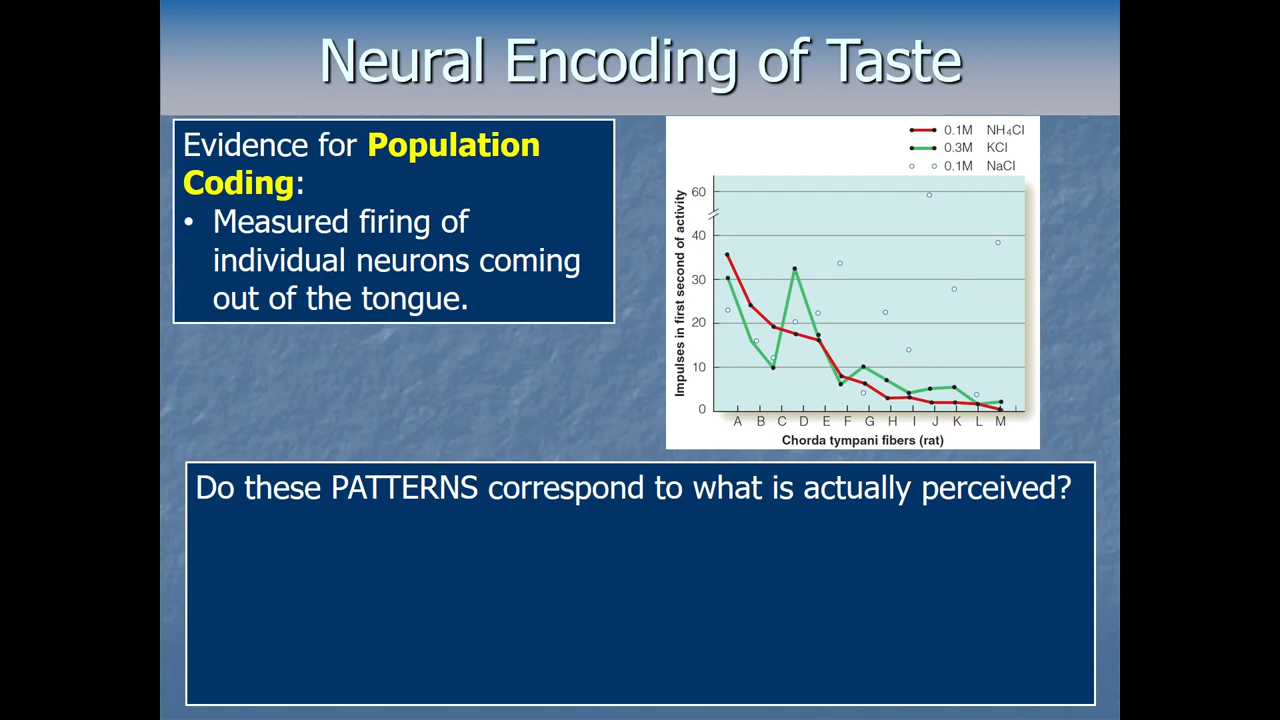 Neural Encoding of Taste
Evidence for Population
Coding:
• Measured firing of
individual neurons coming
out of the tongue.
0.1M NH₄Cl
0.3M KCl
0.1M NaCl
Impulses in first second of activity
60
40
30
20
10
0
A B C D E F G H I J K L M
Chorda tympani fibers (rat)
Do these PATTERNS correspond to what is actually perceived?